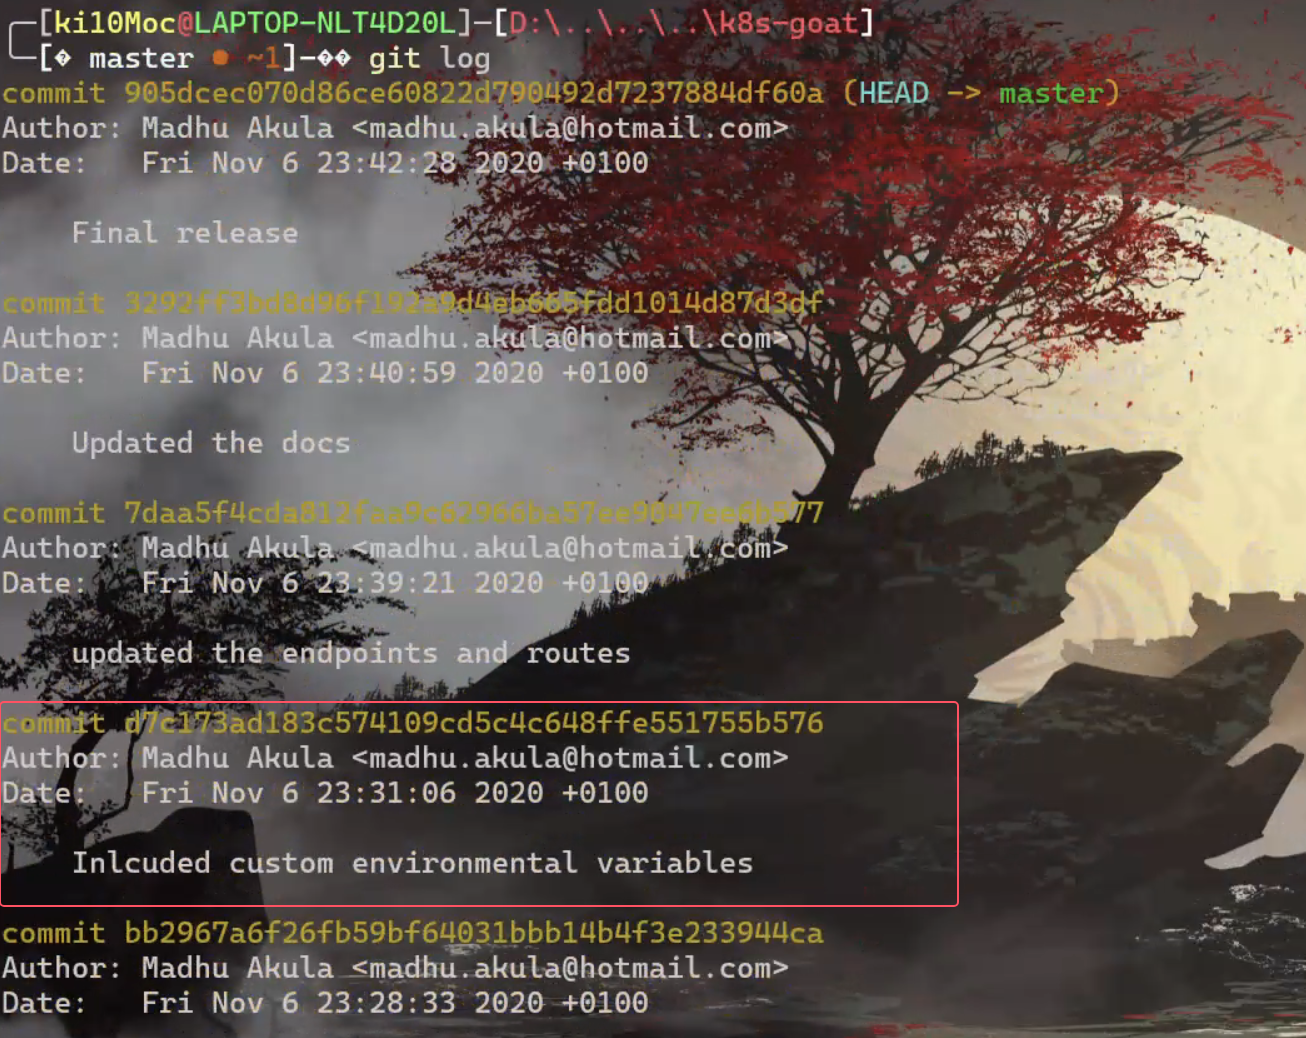 [ki10Moc@LAPTOP-NLT4D20L]-[D:\..\..\..\k8s-goat]
[� master ● ~1]-�� git log
commit 905dcec070d86ce60822d790492d7237884df60a (HEAD -> master)
Author: Madhu Akula <madhu.akula@hotmail.com>
Date:   Fri Nov 6 23:42:28 2020 +0100
Final release
commit 3292ff3bd8d96f192a9d4eb665fdd1014d87d3df
Author: Madhu Akula <madhu.akula@hotmail.com>
Date:   Fri Nov 6 23:40:59 2020 +0100
Updated the docs
commit 7daa5f4cda812faa9c62966ba57ee9047ee6b577
Author: Madhu Akula <madhu.akula@hotmail.com>
Date:   Fri Nov 6 23:39:21 2020 +0100
updated the endpoints and routes
commit d7c173ad183c574109cd5c4c648ffe551755b576
Author: Madhu Akula <madhu.akula@hotmail.com>
Date:   Fri Nov 6 23:31:06 2020 +0100
Inlcuded custom environmental variables
commit bb2967a6f26fb59bf64031bbb14b4f3e233944ca
Author: Madhu Akula <madhu.akula@hotmail.com>
Date:   Fri Nov 6 23:28:33 2020 +0100